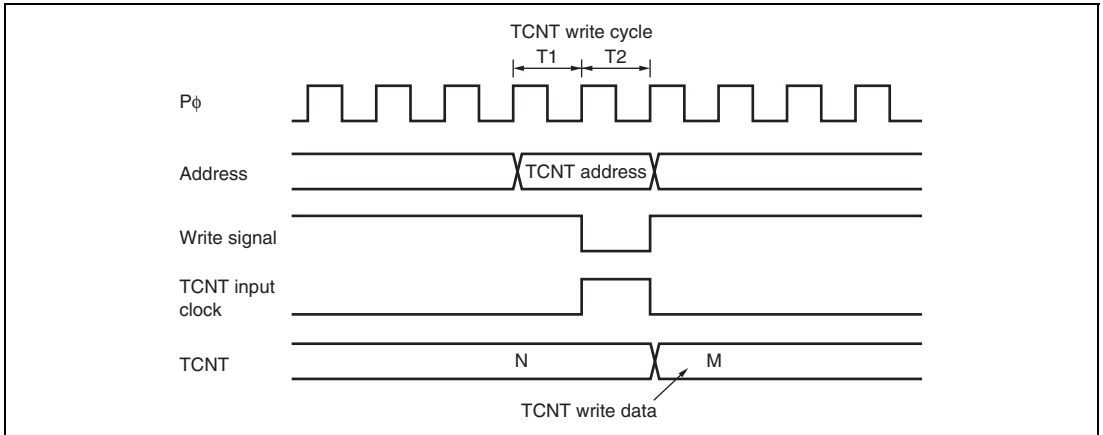 TCNT write cycle
T1 T2
Pϕ
Address
TCNT address
Write signal
TCNT input
clock
TCNT
N
M
TCNT write data